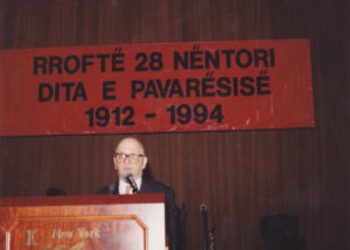 RROFTË 28 NËNTORI
DITA E PAVARËSISË
1912 - 1994
New York